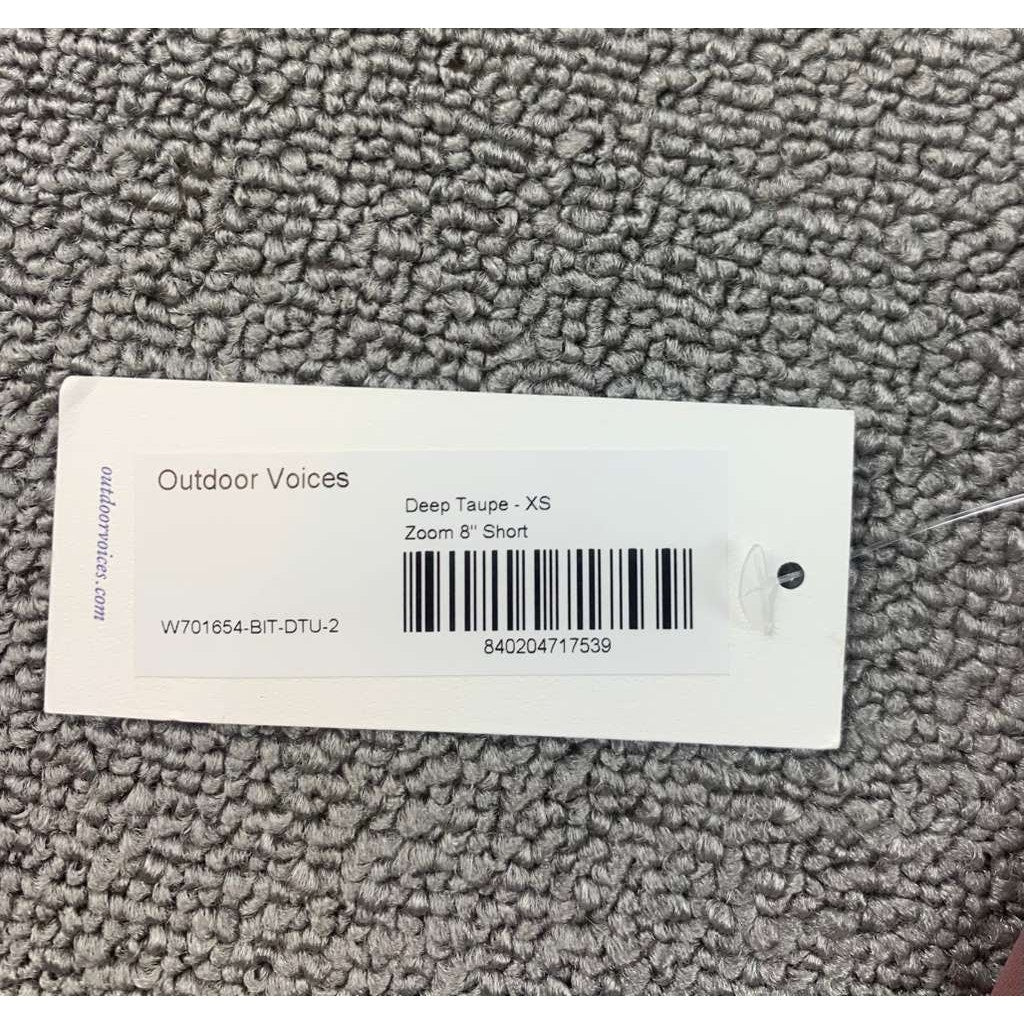 outdoorvoices.com
Outdoor Voices
Deep Taupe - XS
Zoom 8" Short
W701654-BIT-DTU-2
840204717539